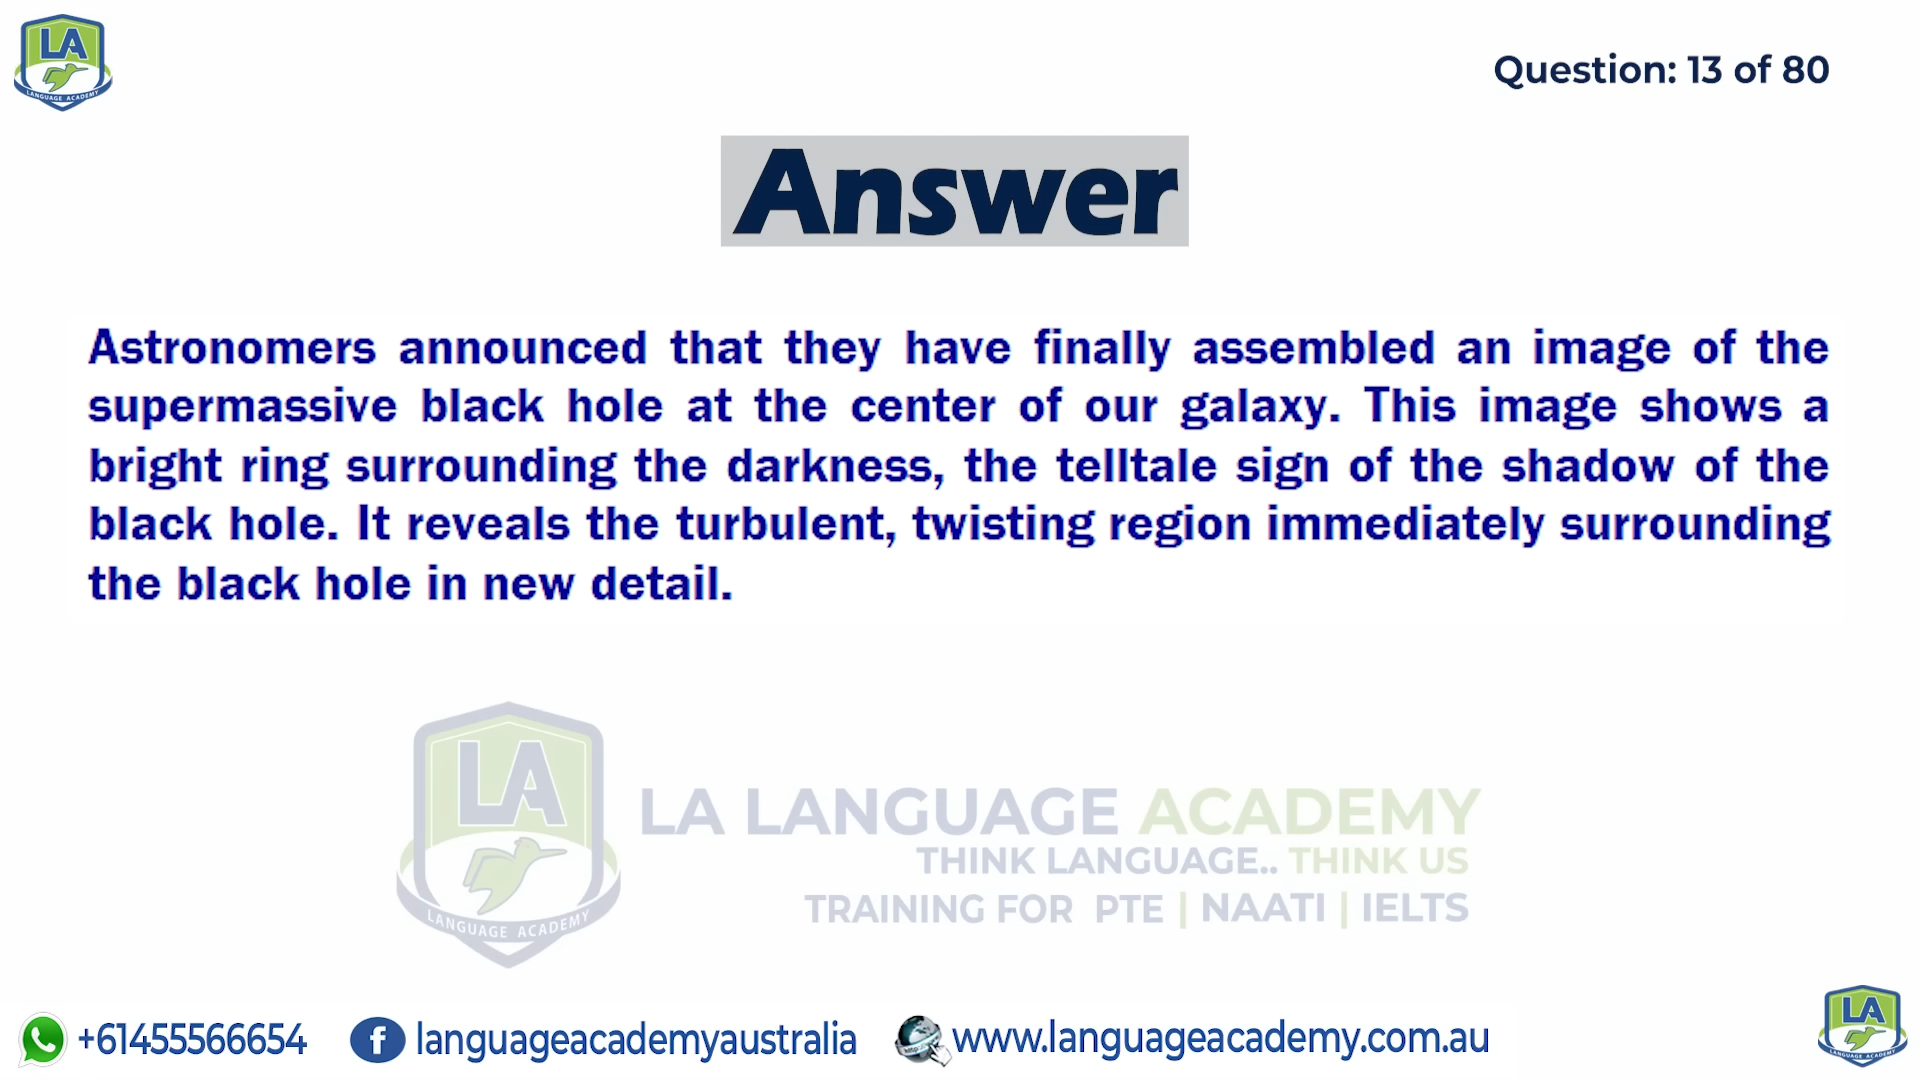 LA
LANGUAGE ACADEMY
Question: 13 of 80
Answer
Astronomers announced that they have finally assembled an image of the
supermassive black hole at the center of our galaxy. This image shows a
bright ring surrounding the darkness, the telltale sign of the shadow of the
black hole. It reveals the turbulent, twisting region immediately surrounding
the black hole in new detail.
LA
LANGUAGE ACADEMY
LA LANGUAGE ACADEMY
THINK LANGUAGE.. THINK US
TRAINING FOR PTE | NAATI | IELTS
+61455566654
f languageacademyaustralia
http:
www.languageacademy.com.au
LA
LANGUAGE ACADEMY